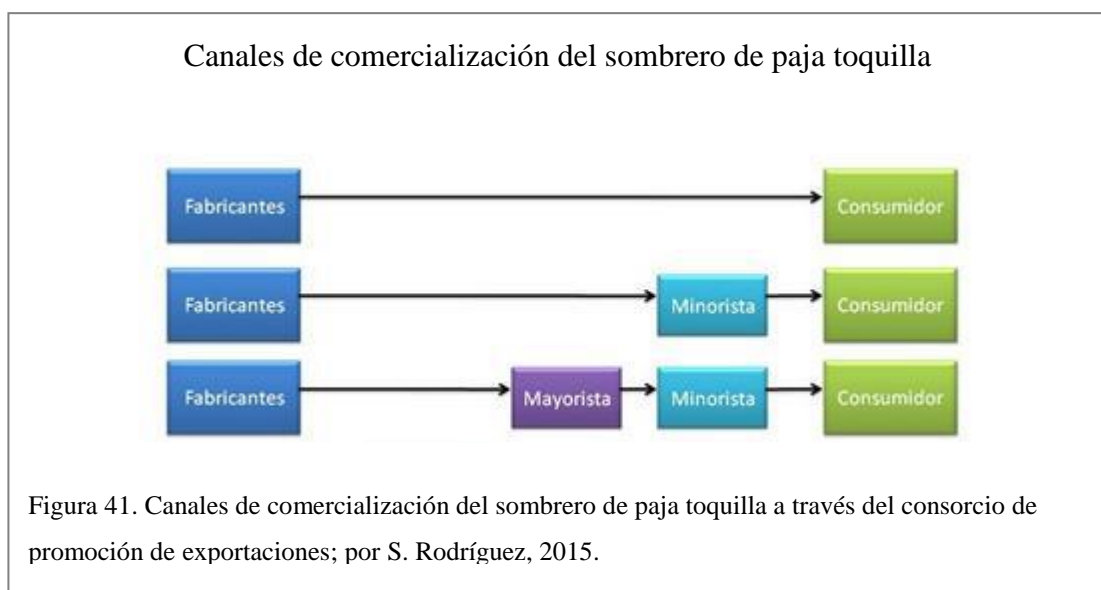 Canales de comercialización del sombrero de paja toquilla
Fabricantes Consumidor
Fabricantes Minorista Consumidor
Fabricantes Mayorista Minorista Consumidor
Figura 41. Canales de comercialización del sombrero de paja toquilla a través del consorcio de
promoción de exportaciones; por S. Rodríguez, 2015.